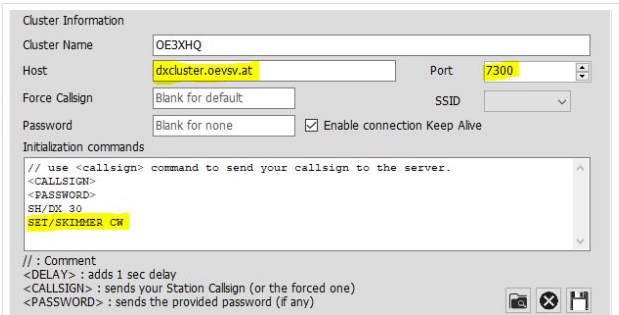 Cluster Information
Cluster Name OE3XHQ
Host dxcluster.oevsv.at Port 7300
Force Callsign Blank for default SSID
Password Blank for none Enable connection Keep Alive
Initialization commands
// use <callsign> command to send your callsign to the server.
<CALLSIGN>
<PASSWORD>
SH/DX 30
SET/SKIMMER CW
// : Comment
<DELAY> : adds 1 sec delay
<CALLSIGN> : sends your Station Callsign (or the forced one)
<PASSWORD> : sends the provided password (if any)